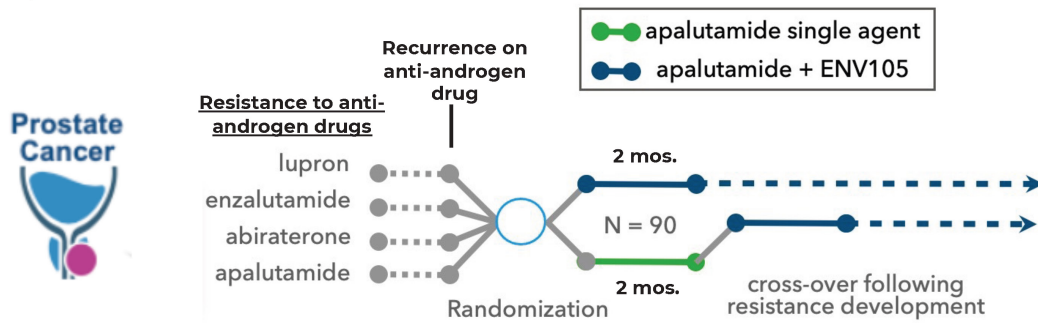 apalutamide single agent
apalutamide + ENV105
Recurrence on
anti-androgen
drug
Resistance to anti-
androgen drugs
Prostate
Cancer
lupron
enzalutamide
abiraterone
apalutamide
2 mos.
N = 90
2 mos.
Randomization
cross-over following
resistance development